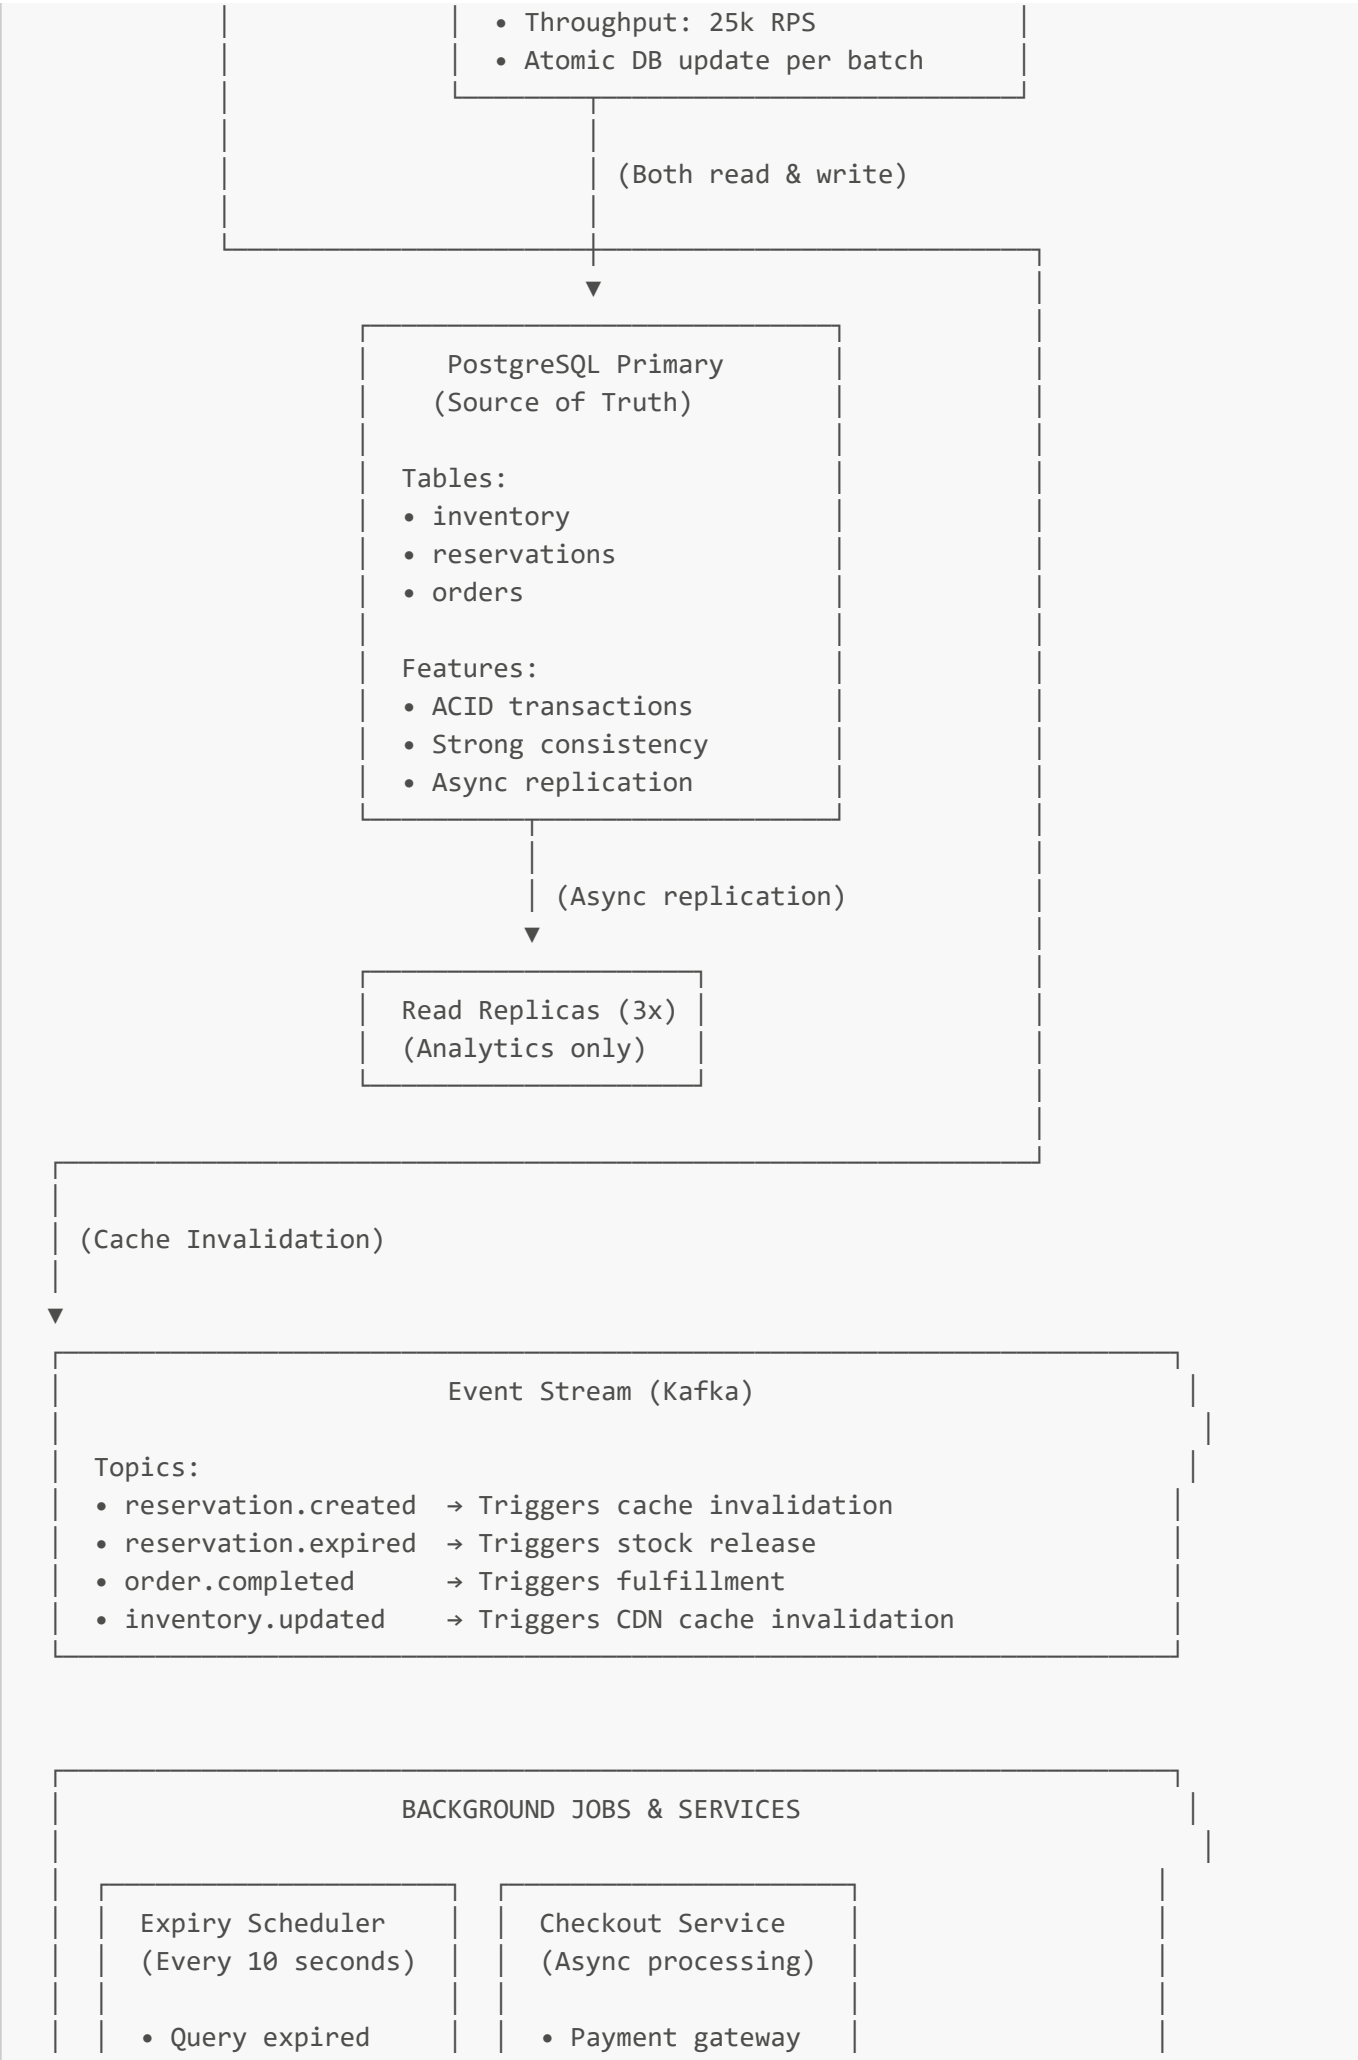 • Throughput: 25k RPS
• Atomic DB update per batch
(Both read & write)
▼
PostgreSQL Primary
(Source of Truth)
Tables:
• inventory
• reservations
• orders
Features:
• ACID transactions
• Strong consistency
• Async replication
(Async replication)
▼
Read Replicas (3x)
(Analytics only)
(Cache Invalidation)
▼
Event Stream (Kafka)
Topics:
• reservation.created → Triggers cache invalidation
• reservation.expired → Triggers stock release
• order.completed → Triggers fulfillment
• inventory.updated → Triggers CDN cache invalidation
BACKGROUND JOBS & SERVICES
Expiry Scheduler Checkout Service
(Every 10 seconds) (Async processing)
• Query expired • Payment gateway